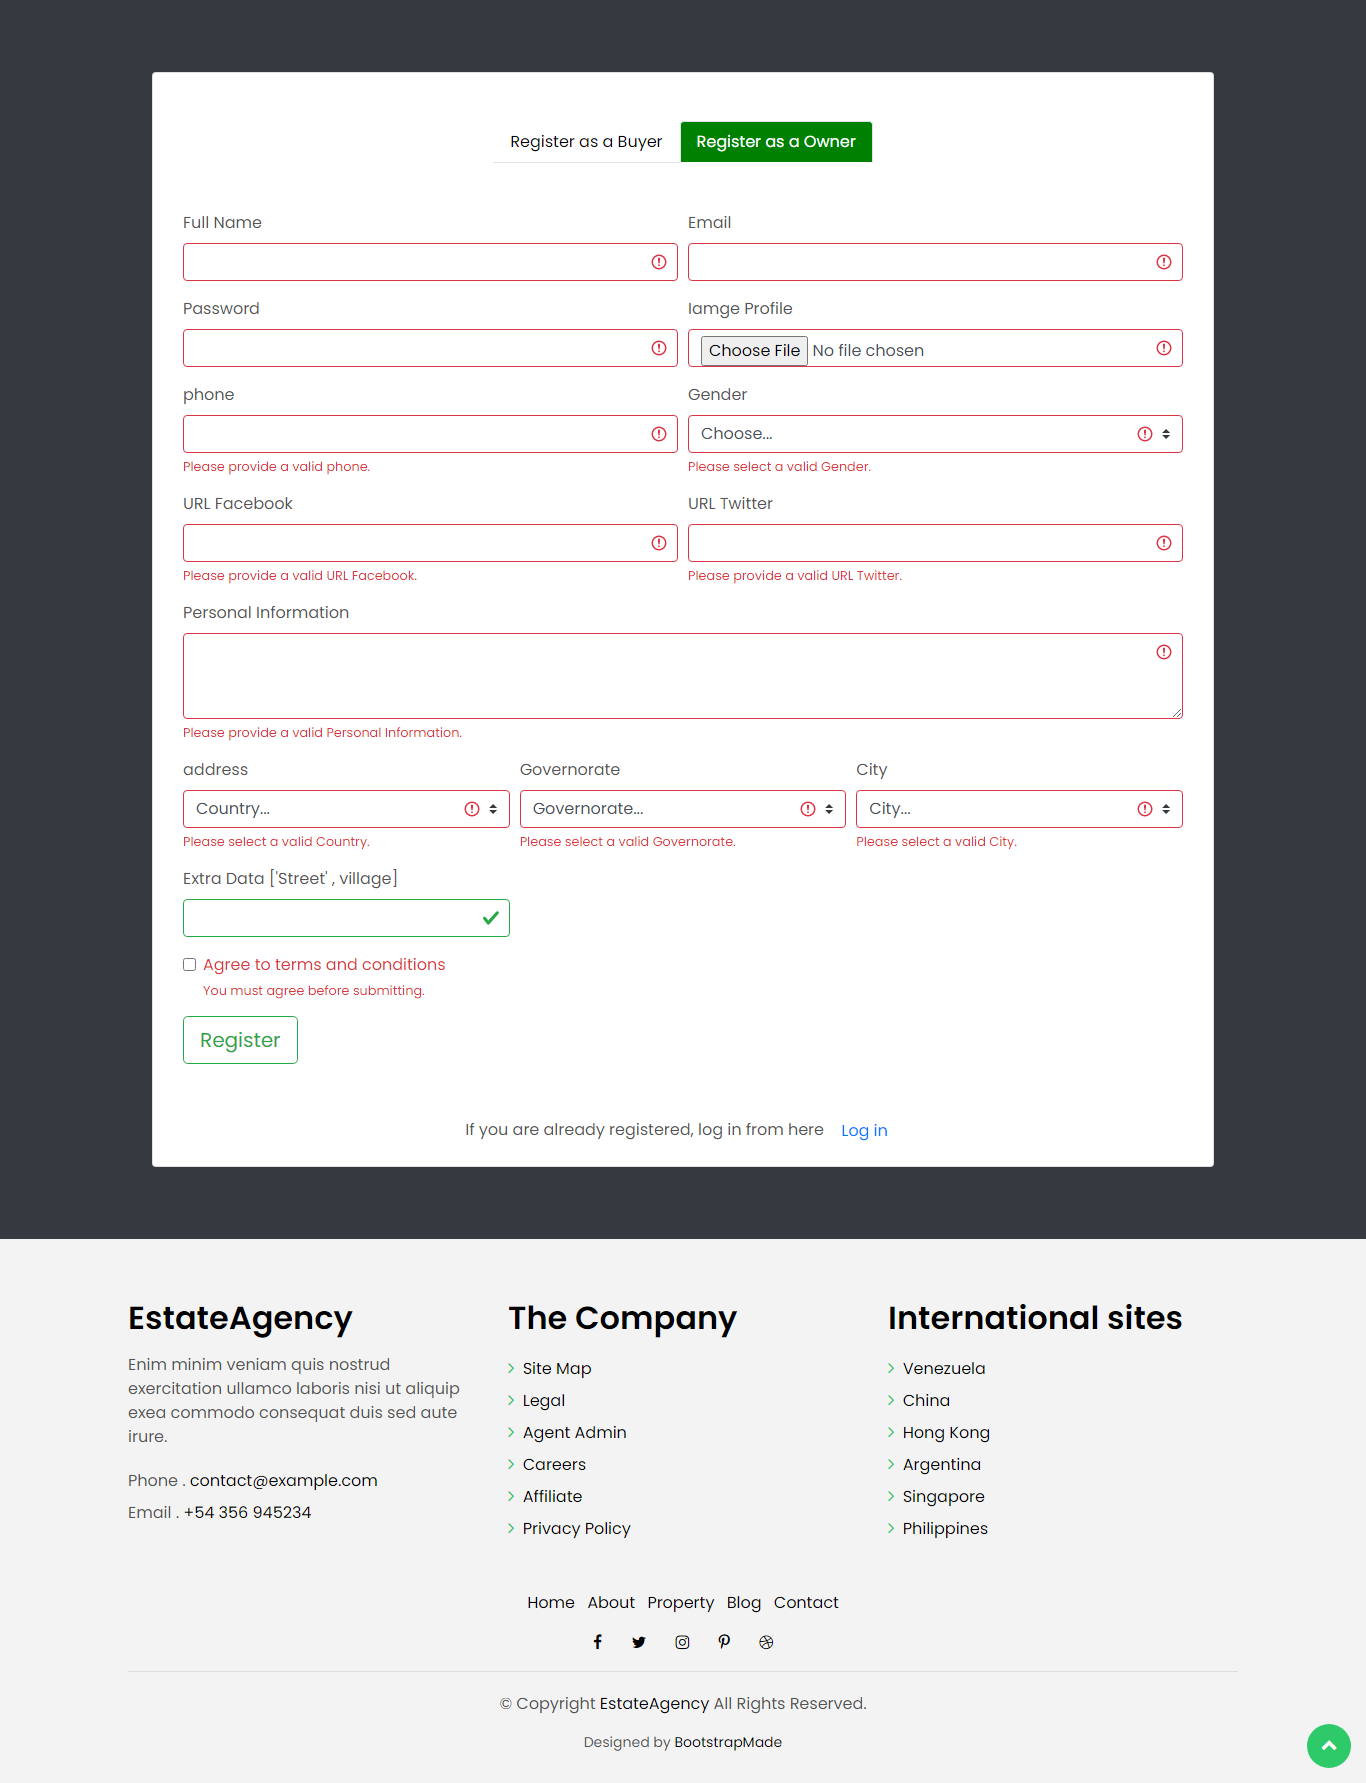 Register as a Buyer Register as a Owner
Full Name Email
Password Iamge Profile
Choose File No file chosen
phone Gender
Choose...
Please provide a valid phone. Please select a valid Gender.
URL Facebook URL Twitter
Please provide a valid URL Facebook. Please provide a valid URL Twitter.
Personal Information
Please provide a valid Personal Information.
address Governorate City
Country... Governorate... City...
Please select a valid Country. Please select a valid Governorate. Please select a valid City.
Extra Data ['Street' , village]
Agree to terms and conditions
You must agree before submitting.
Register
If you are already registered, log in from here Log in
EstateAgency
Enim minim veniam quis nostrud
exercitation ullamco laboris nisi ut aliquip
exea commodo consequat duis sed aute
irure.
Phone . contact@example.com
Email . +54 356 945234
The Company
Site Map
Legal
Agent Admin
Careers
Affiliate
Privacy Policy
International sites
Venezuela
China
Hong Kong
Argentina
Singapore
Philippines
Home About Property Blog Contact
© Copyright EstateAgency All Rights Reserved.
Designed by BootstrapMade